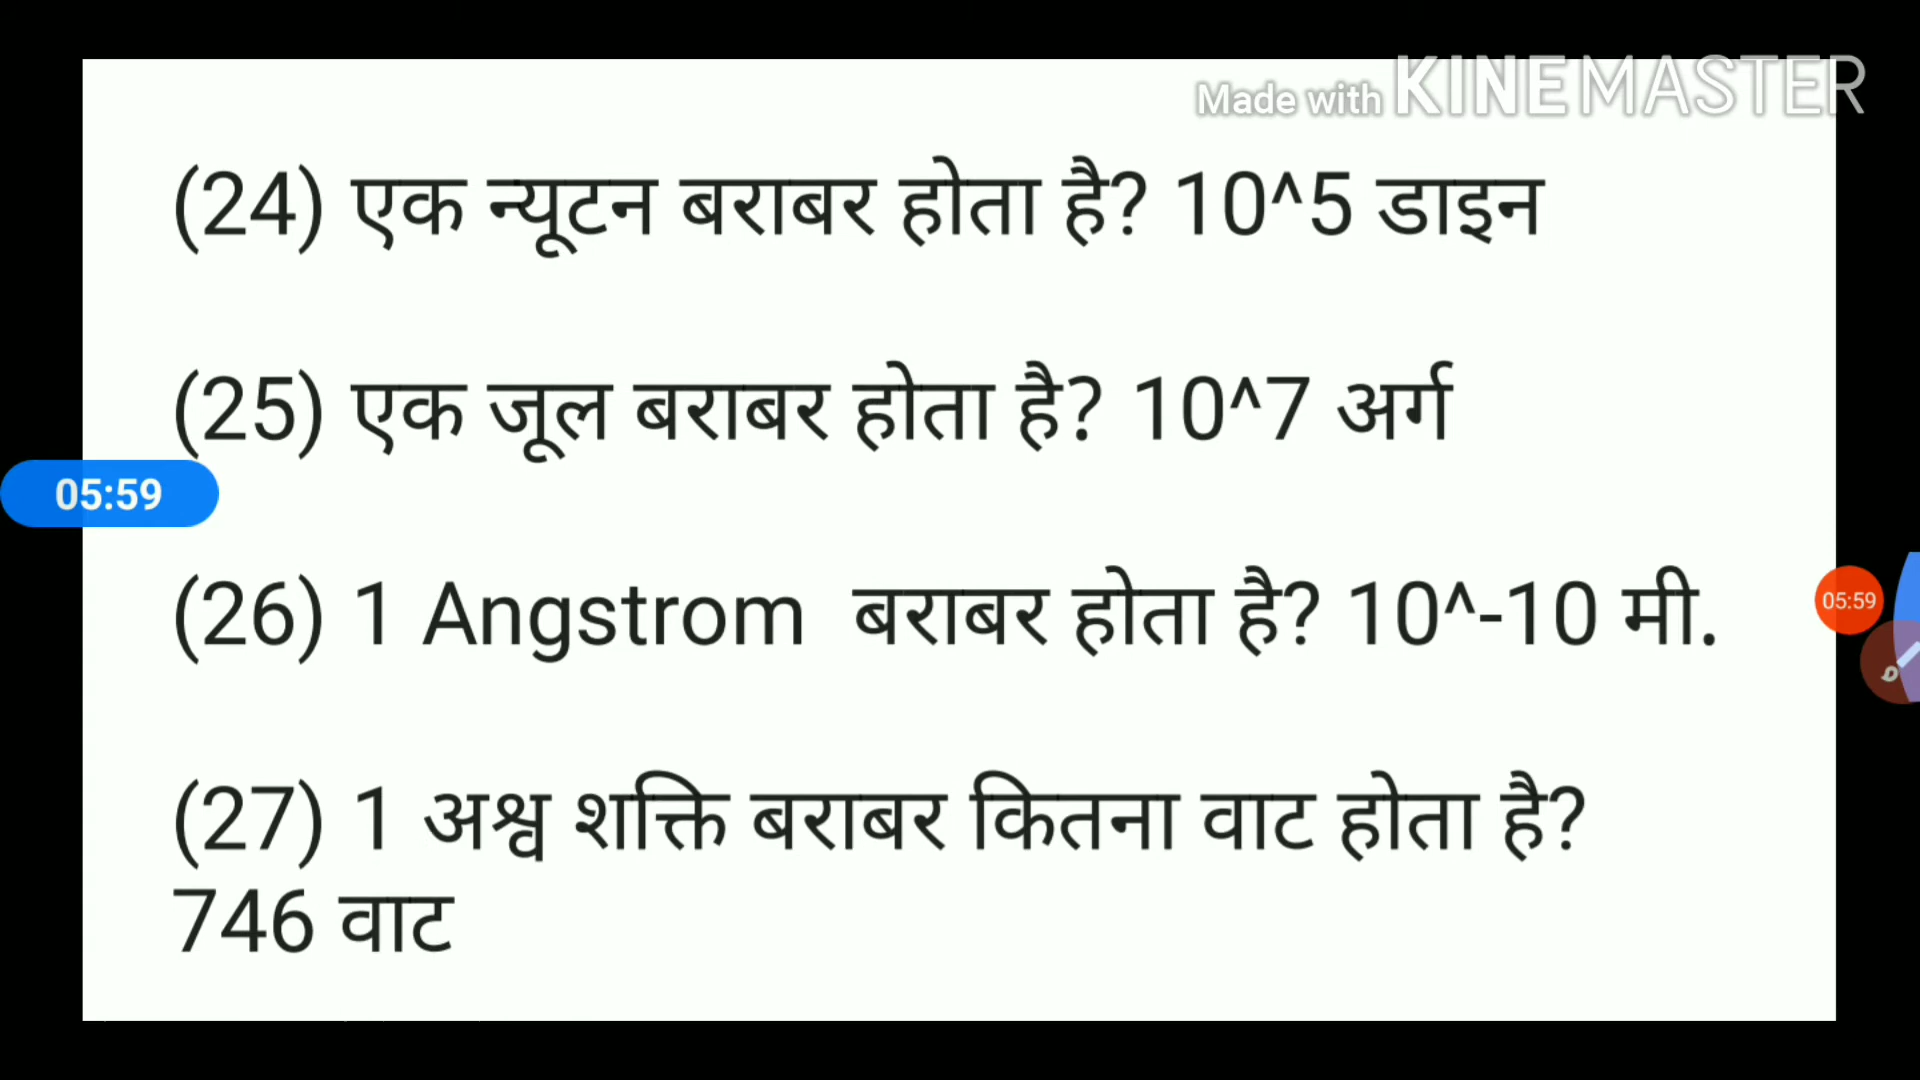 Made with KINEMASTER
(24) एक न्यूटन बराबर होता है? 10^5 डाइन
(25) एक जूल बराबर होता है? 10^7 अर्ग
05:59
(26) 1 Angstrom बराबर होता है? 10^-10 मी.
05:59
(27) 1 अश्व शक्ति बराबर कितना वाट होता है?
746 वाट